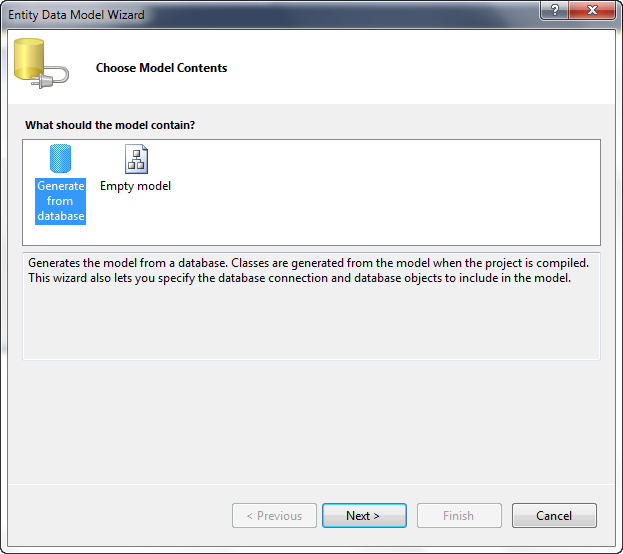 Entity Data Model Wizard
?
Choose Model Contents
What should the model contain?
Generate
from
database
Empty model
Generates the model from a database. Classes are generated from the model when the project is compiled.
This wizard also lets you specify the database connection and database objects to include in the model.
< Previous
Next >
Finish
Cancel